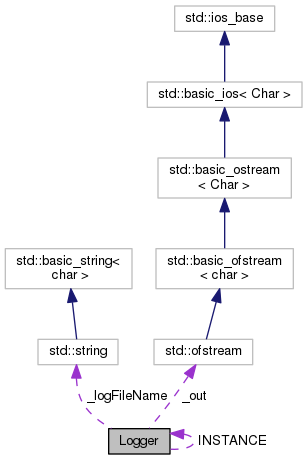 std::ios_base
std::basic_ios< Char >
std::basic_ostream
< Char >
std::basic_string<
char >
std::basic_ofstream
< char >
std::string
std::ofstream
_logFileName
_out
Logger
INSTANCE